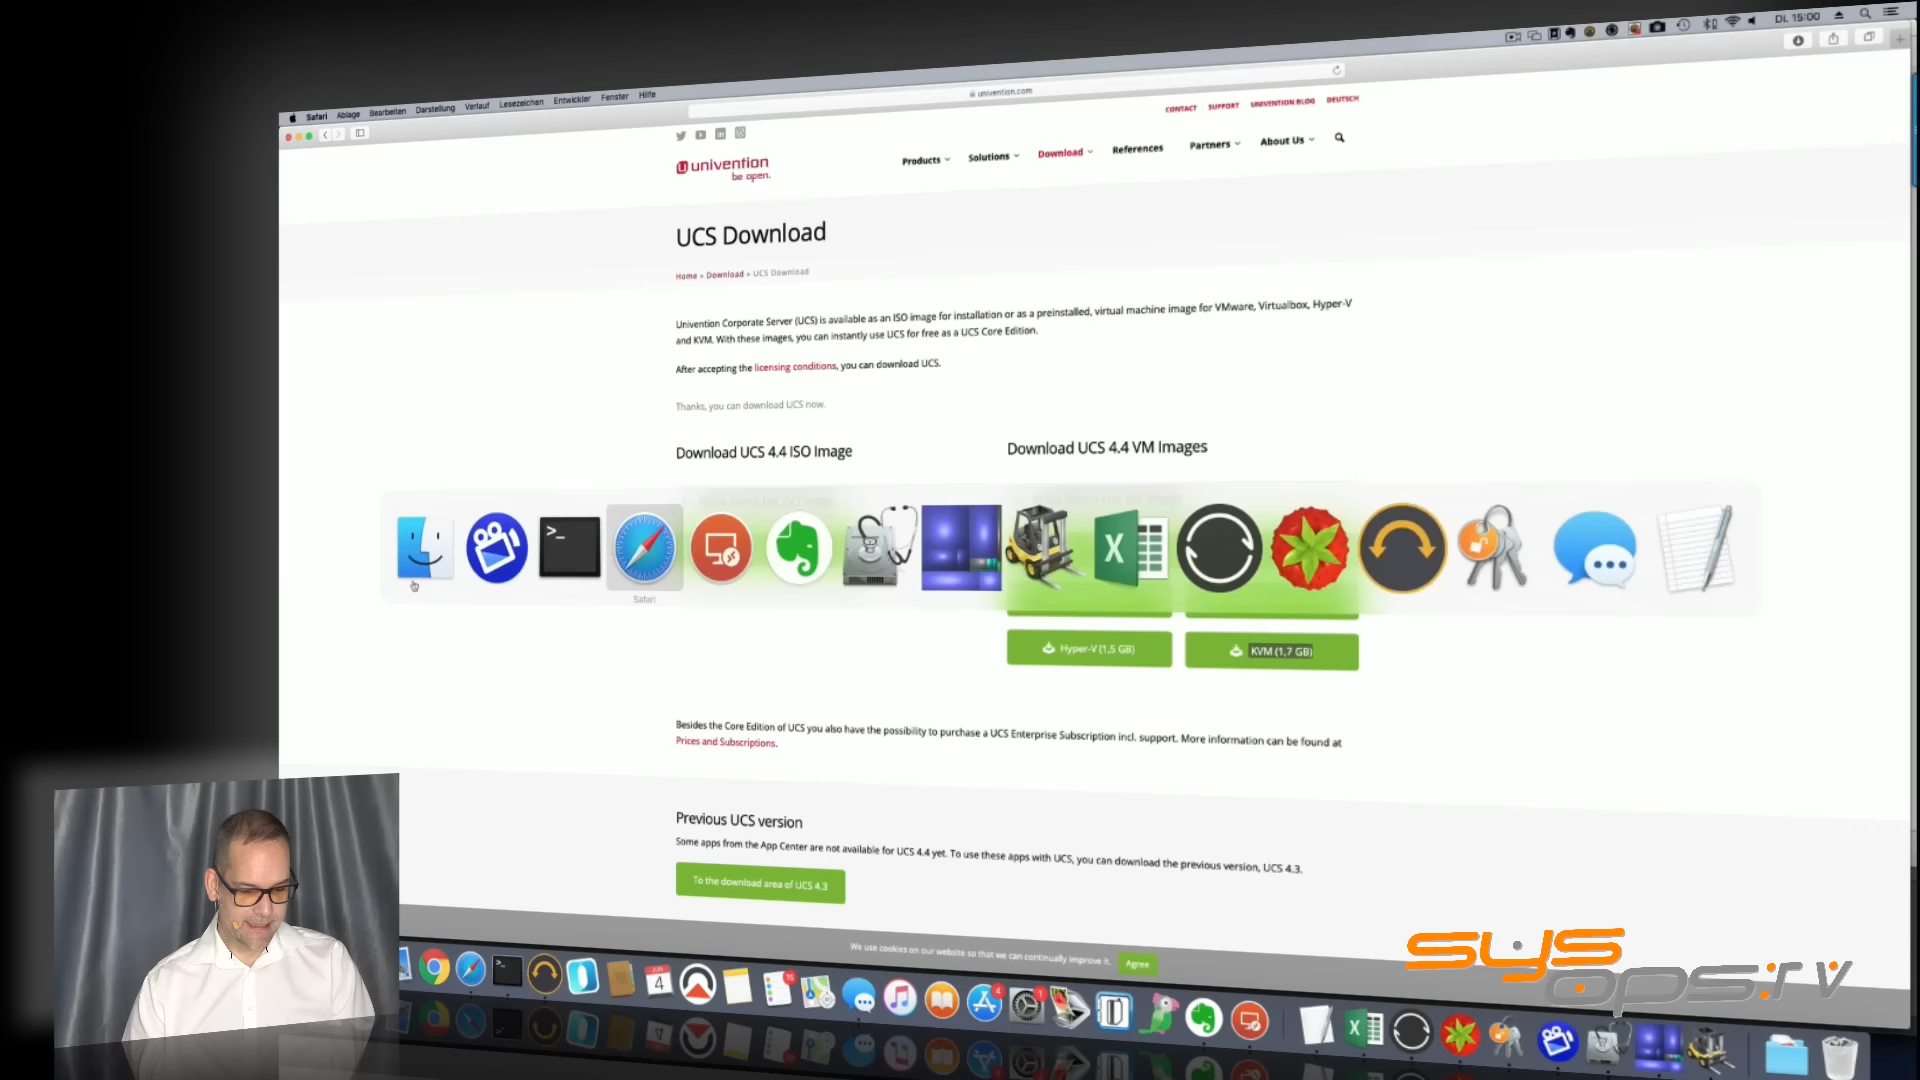 Safari Ablage Bearbeiten Darstellung Verlauf Lesezeichen Entwickler Fenster Hilfe
Di. 15:00
univention.com
CONTACT SUPPORT UNIVENTION BLOG DEUTSCH
univention
be open.
Products Solutions Download References Partners About Us
UCS Download
Home » Download » UCS Download
Univention Corporate Server (UCS) is available as an ISO image for installation or as a preinstalled, virtual machine image for VMware, Virtualbox, Hyper-V
and KVM. With these images, you can instantly use UCS for free as a UCS Core Edition.
After accepting the licensing conditions, you can download UCS.
Thanks, you can download UCS now.
Download UCS 4.4 ISO Image
Download UCS 4.4 VM Images
Safari
Hyper-V (1,5 GB)
KVM (1,7 GB)
Besides the Core Edition of UCS you also have the possibility to purchase a UCS Enterprise Subscription incl. support. More information can be found at
Prices and Subscriptions.
Previous UCS version
Some apps from the App Center are not available for UCS 4.4 yet. To use these apps with UCS, you can download the previous version, UCS 4.3.
To the download area of UCS 4.3
We use cookies on our website so that we can continually improve it. Agree
sys
ops.TV